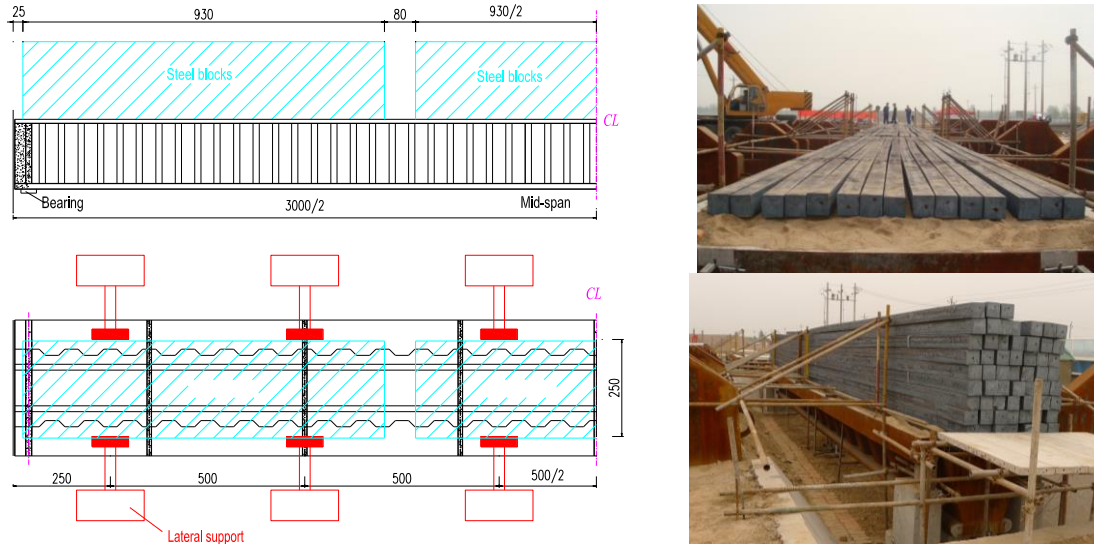 25 930 80 930/2
Steel blocks Steel blocks
CL
Bearing 3000/2 Mid-span
CL
250
250 500 500 500/2
Lateral support